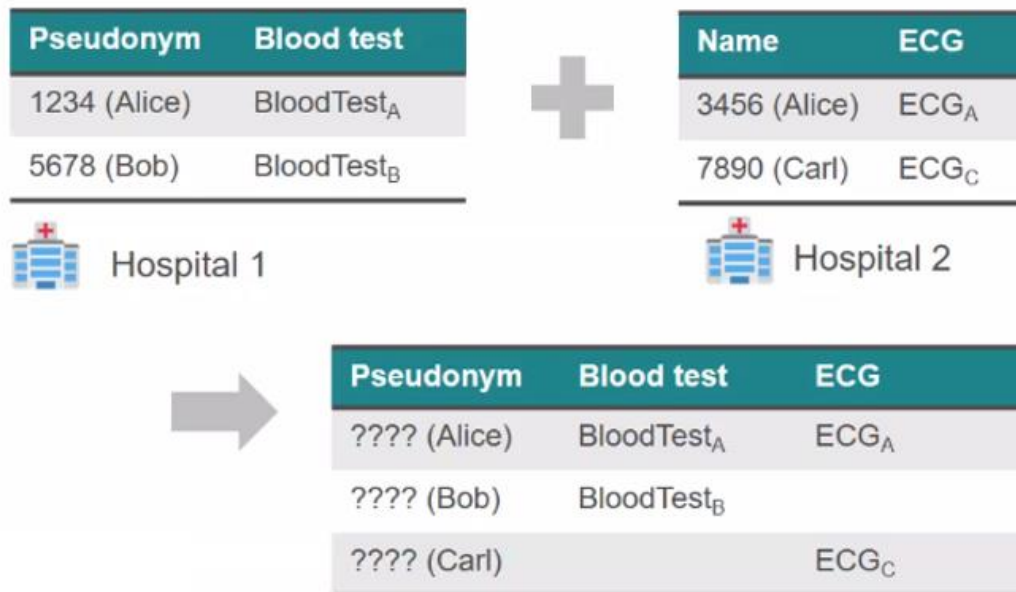 Pseudonym Blood test
1234 (Alice) BloodTestA
5678 (Bob) BloodTestB
Hospital 1
Name ECG
3456 (Alice) ECGA
7890 (Carl) ECGC
Hospital 2
Pseudonym Blood test ECG
???? (Alice) BloodTestA ECGA
???? (Bob) BloodTestB
???? (Carl) ECGC